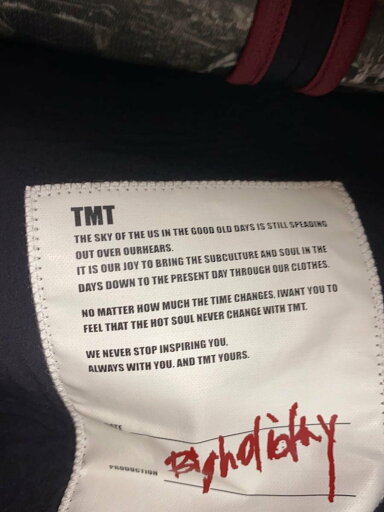 TMT
THE SKY OF THE US IN THE GOOD OLD DAYS IS STILL SPEADING
OUT OVER OURHEARS.
IT IS OUR JOY TO BRING THE SUBCULTURE AND SOUL IN THE
DAYS DOWN TO THE PRESENT DAY THROUGH OUR CLOTHES.
NO MATTER HOW MUCH THE TIME CHANGES, IWANT YOU TO
FEEL THAT THE HOT SOUL NEVER CHANGE WITH TMT.
WE NEVER STOP INSPIRING YOU.
ALWAYS WITH YOU. AND TMT YOURS.
PRODUCTION